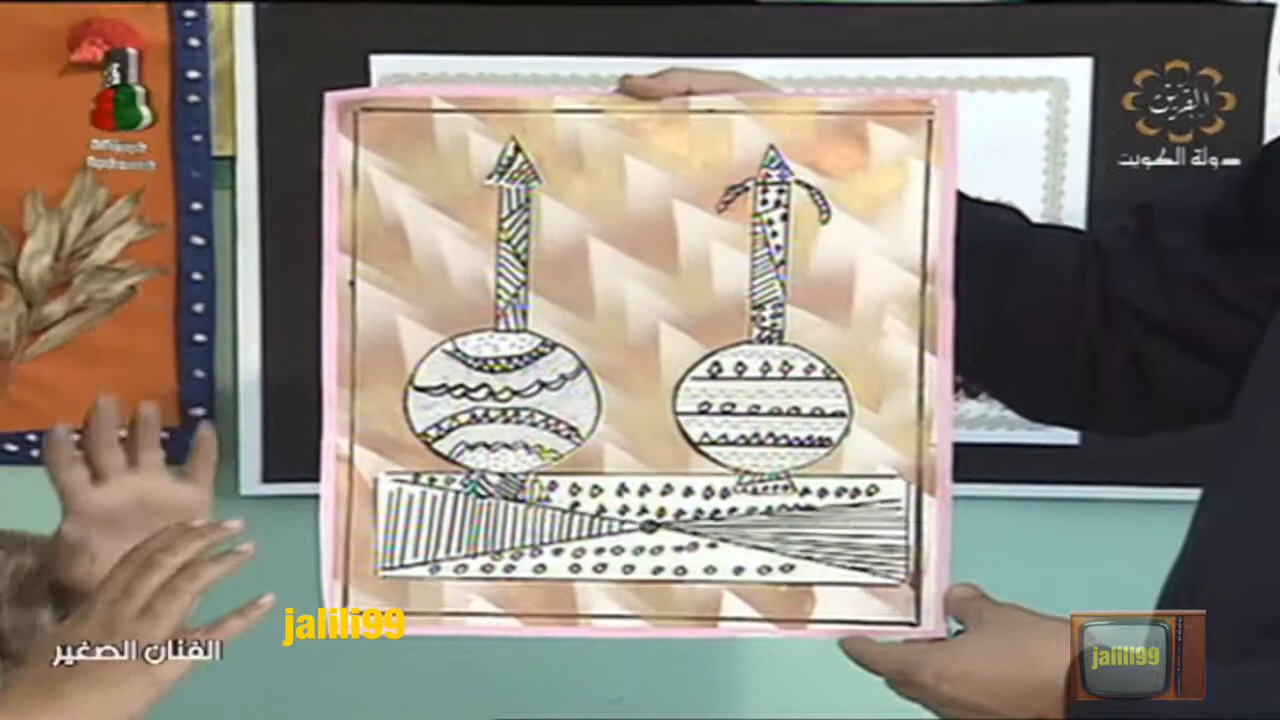 القرين
دولة الكويت
jalili99
الفنان الصغير
jalili99